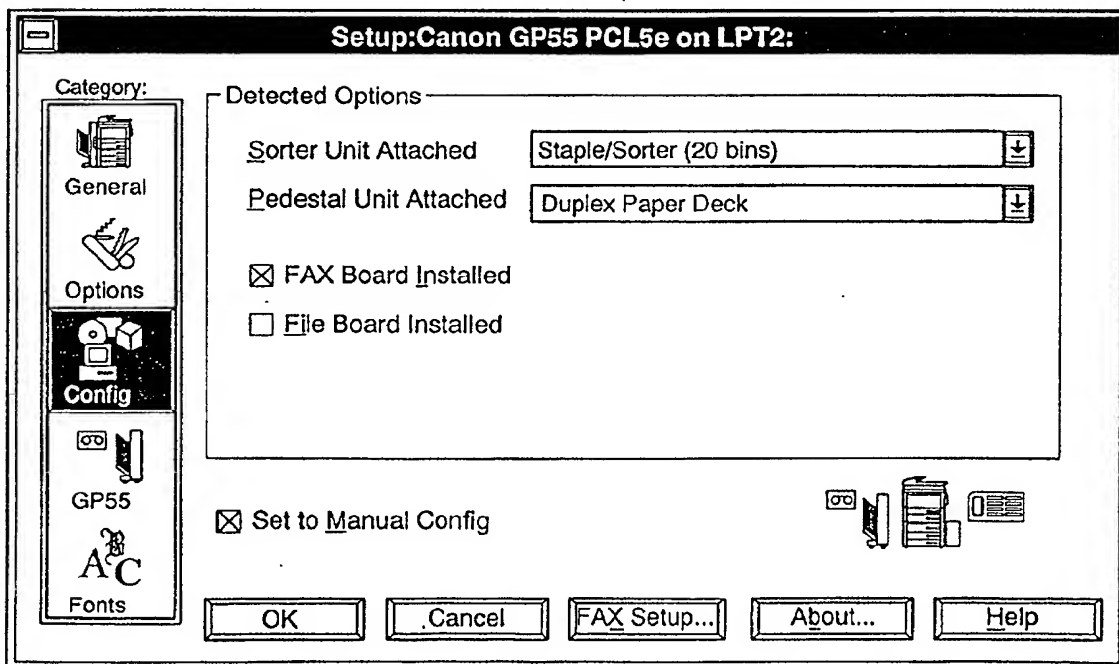 Setup:Canon GP55 PCL5e on LPT2:
Category:
General
Options
Config
GP55
ABC
Fonts
Detected Options
Sorter Unit Attached
Staple/Sorter (20 bins)
Pedestal Unit Attached
Duplex Paper Deck
FAX Board Installed
File Board Installed
Set to Manual Config
OK
Cancel
FAX Setup...
About...
Help